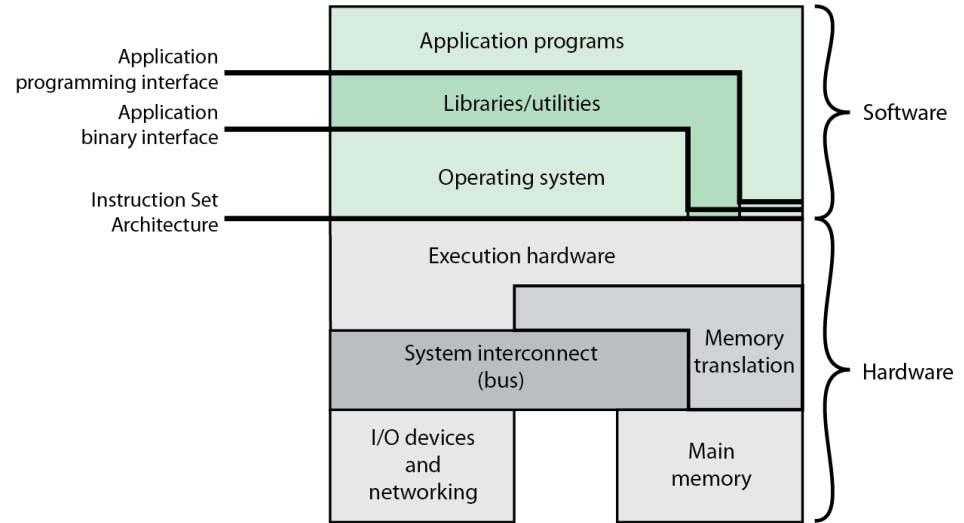 Application programs
Application
programming interface
Libraries/utilities
Application
binary interface
Software
Operating system
Instruction Set
Architecture
Execution hardware
Memory
translation
System interconnect
(bus)
Hardware
I/O devices
and
networking
Main
memory